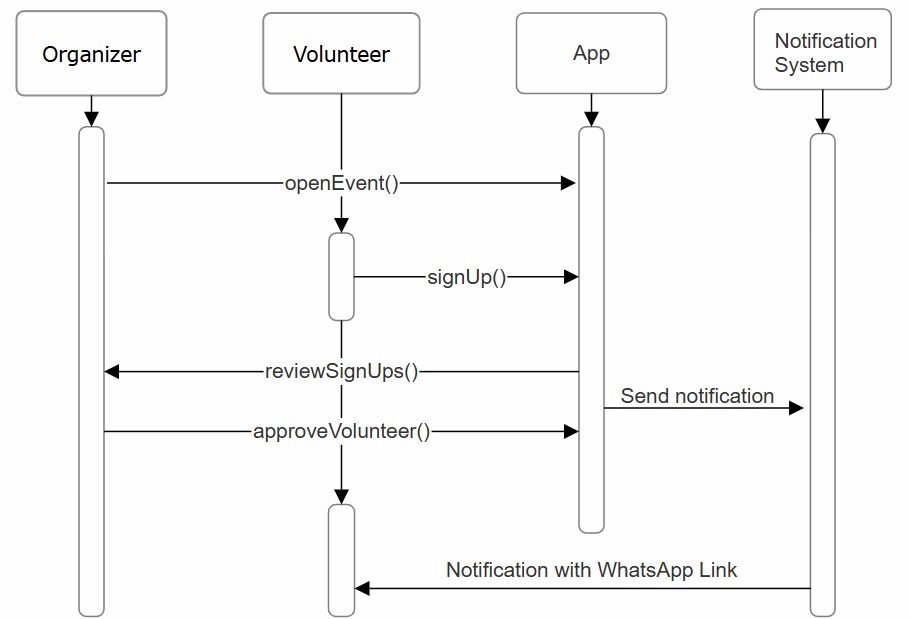 Organizer
Volunteer
App
Notification
System
openEvent()
signUp()
reviewSignUps()
Send notification
approveVolunteer()
Notification with WhatsApp Link